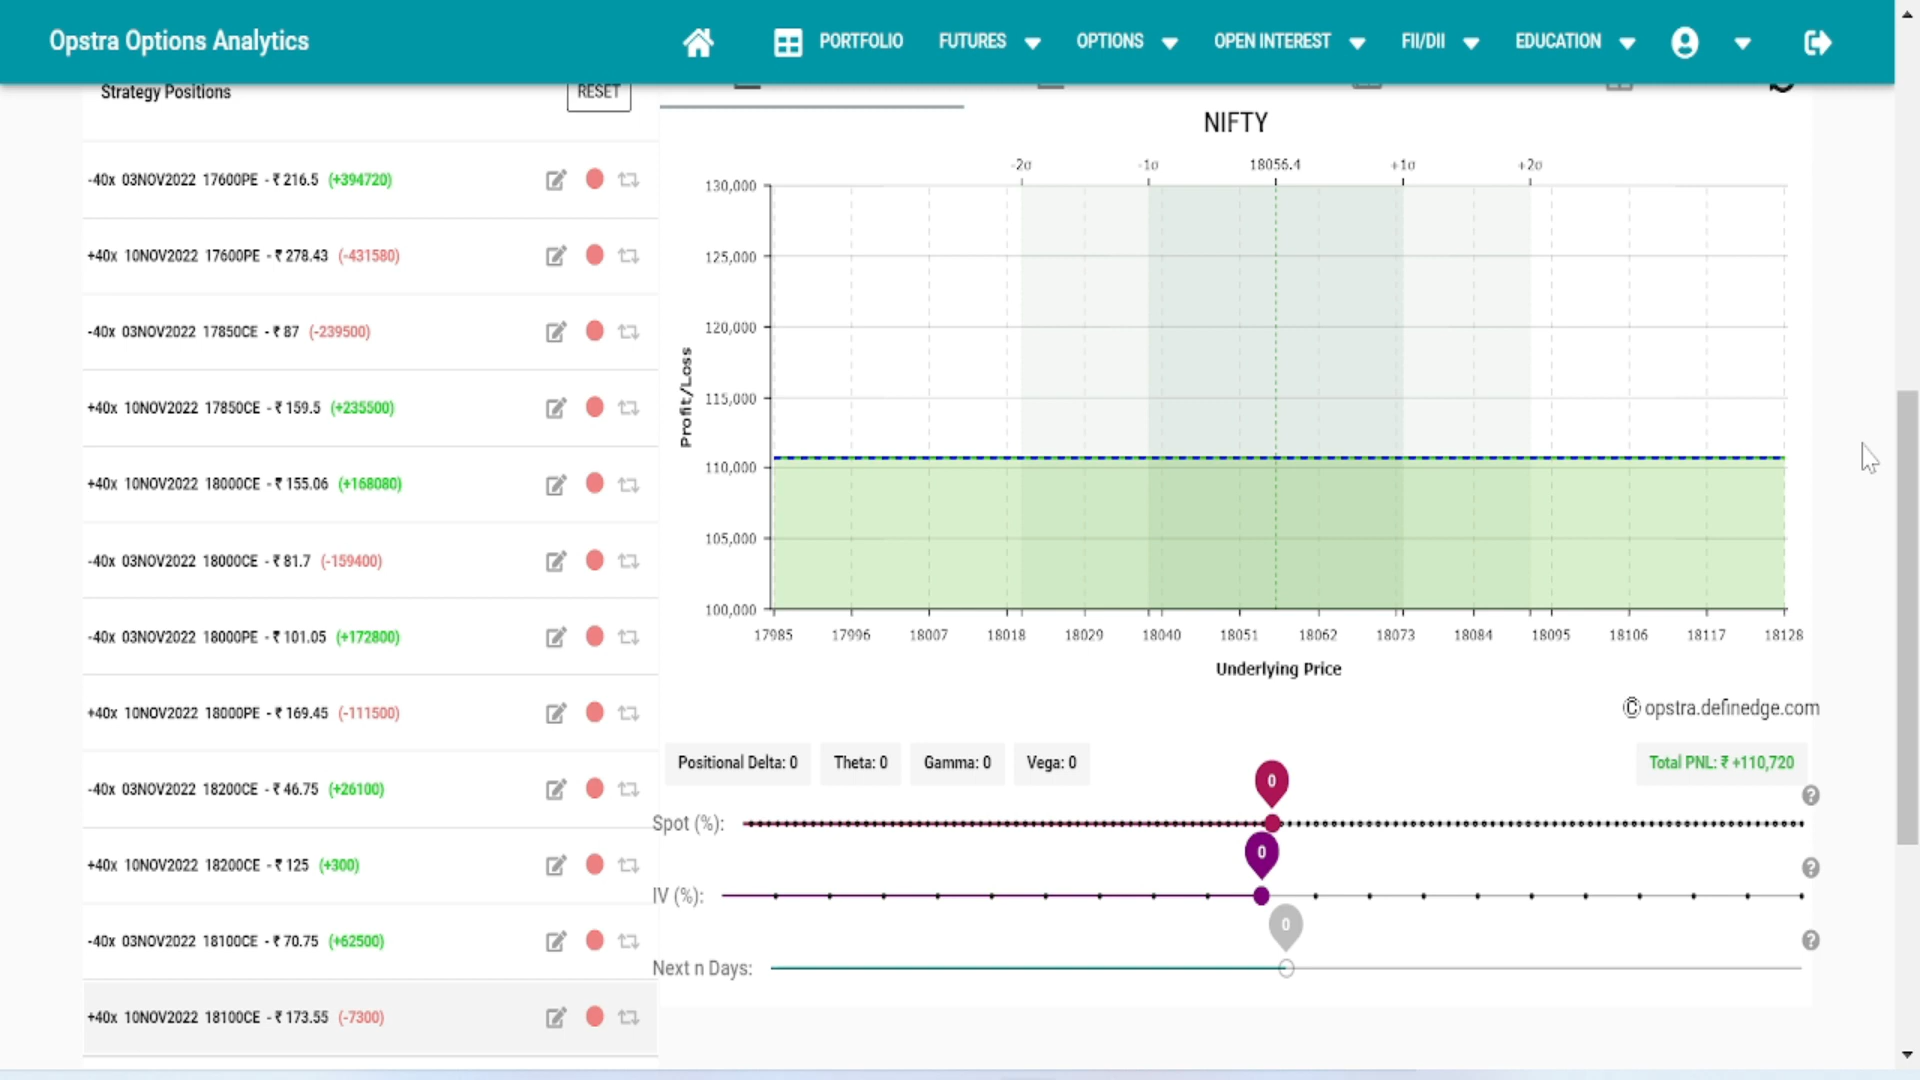 Opstra Options Analytics
PORTFOLIO FUTURES OPTIONS OPEN INTEREST FII/DII EDUCATION
Strategy Positions
RESET
-40x 03NOV2022 17600PE - ₹ 216.5 (+394720)
+40x 10NOV2022 17600PE - ₹ 278.43 (-431580)
-40x 03NOV2022 17850CE - ₹ 87 (-239500)
+40x 10NOV2022 17850CE - ₹ 159.5 (+235500)
+40x 10NOV2022 18000CE - ₹ 155.06 (+168080)
-40x 03NOV2022 18000CE - ₹ 81.7 (-159400)
-40x 03NOV2022 18000PE - ₹ 101.05 (+172800)
+40x 10NOV2022 18000PE - ₹ 169.45 (-111500)
-40x 03NOV2022 18200CE - ₹ 46.75 (+26100)
+40x 10NOV2022 18200CE - ₹ 125 (+300)
-40x 03NOV2022 18100CE - ₹ 70.75 (+62500)
+40x 10NOV2022 18100CE - ₹ 173.55 (-7300)
NIFTY
-2σ -1σ 18056.4 +1σ +2σ
130,000
125,000
120,000
115,000
110,000
105,000
100,000
Profit/Loss
17985 17996 18007 18018 18029 18040 18051 18062 18073 18084 18095 18106 18117 18128
Underlying Price
© opstra.definedge.com
Positional Delta: 0 Theta: 0 Gamma: 0 Vega: 0 Total PNL: ₹ +110,720
0
?
Spot (%):
0
?
IV (%):
0
?
Next n Days: